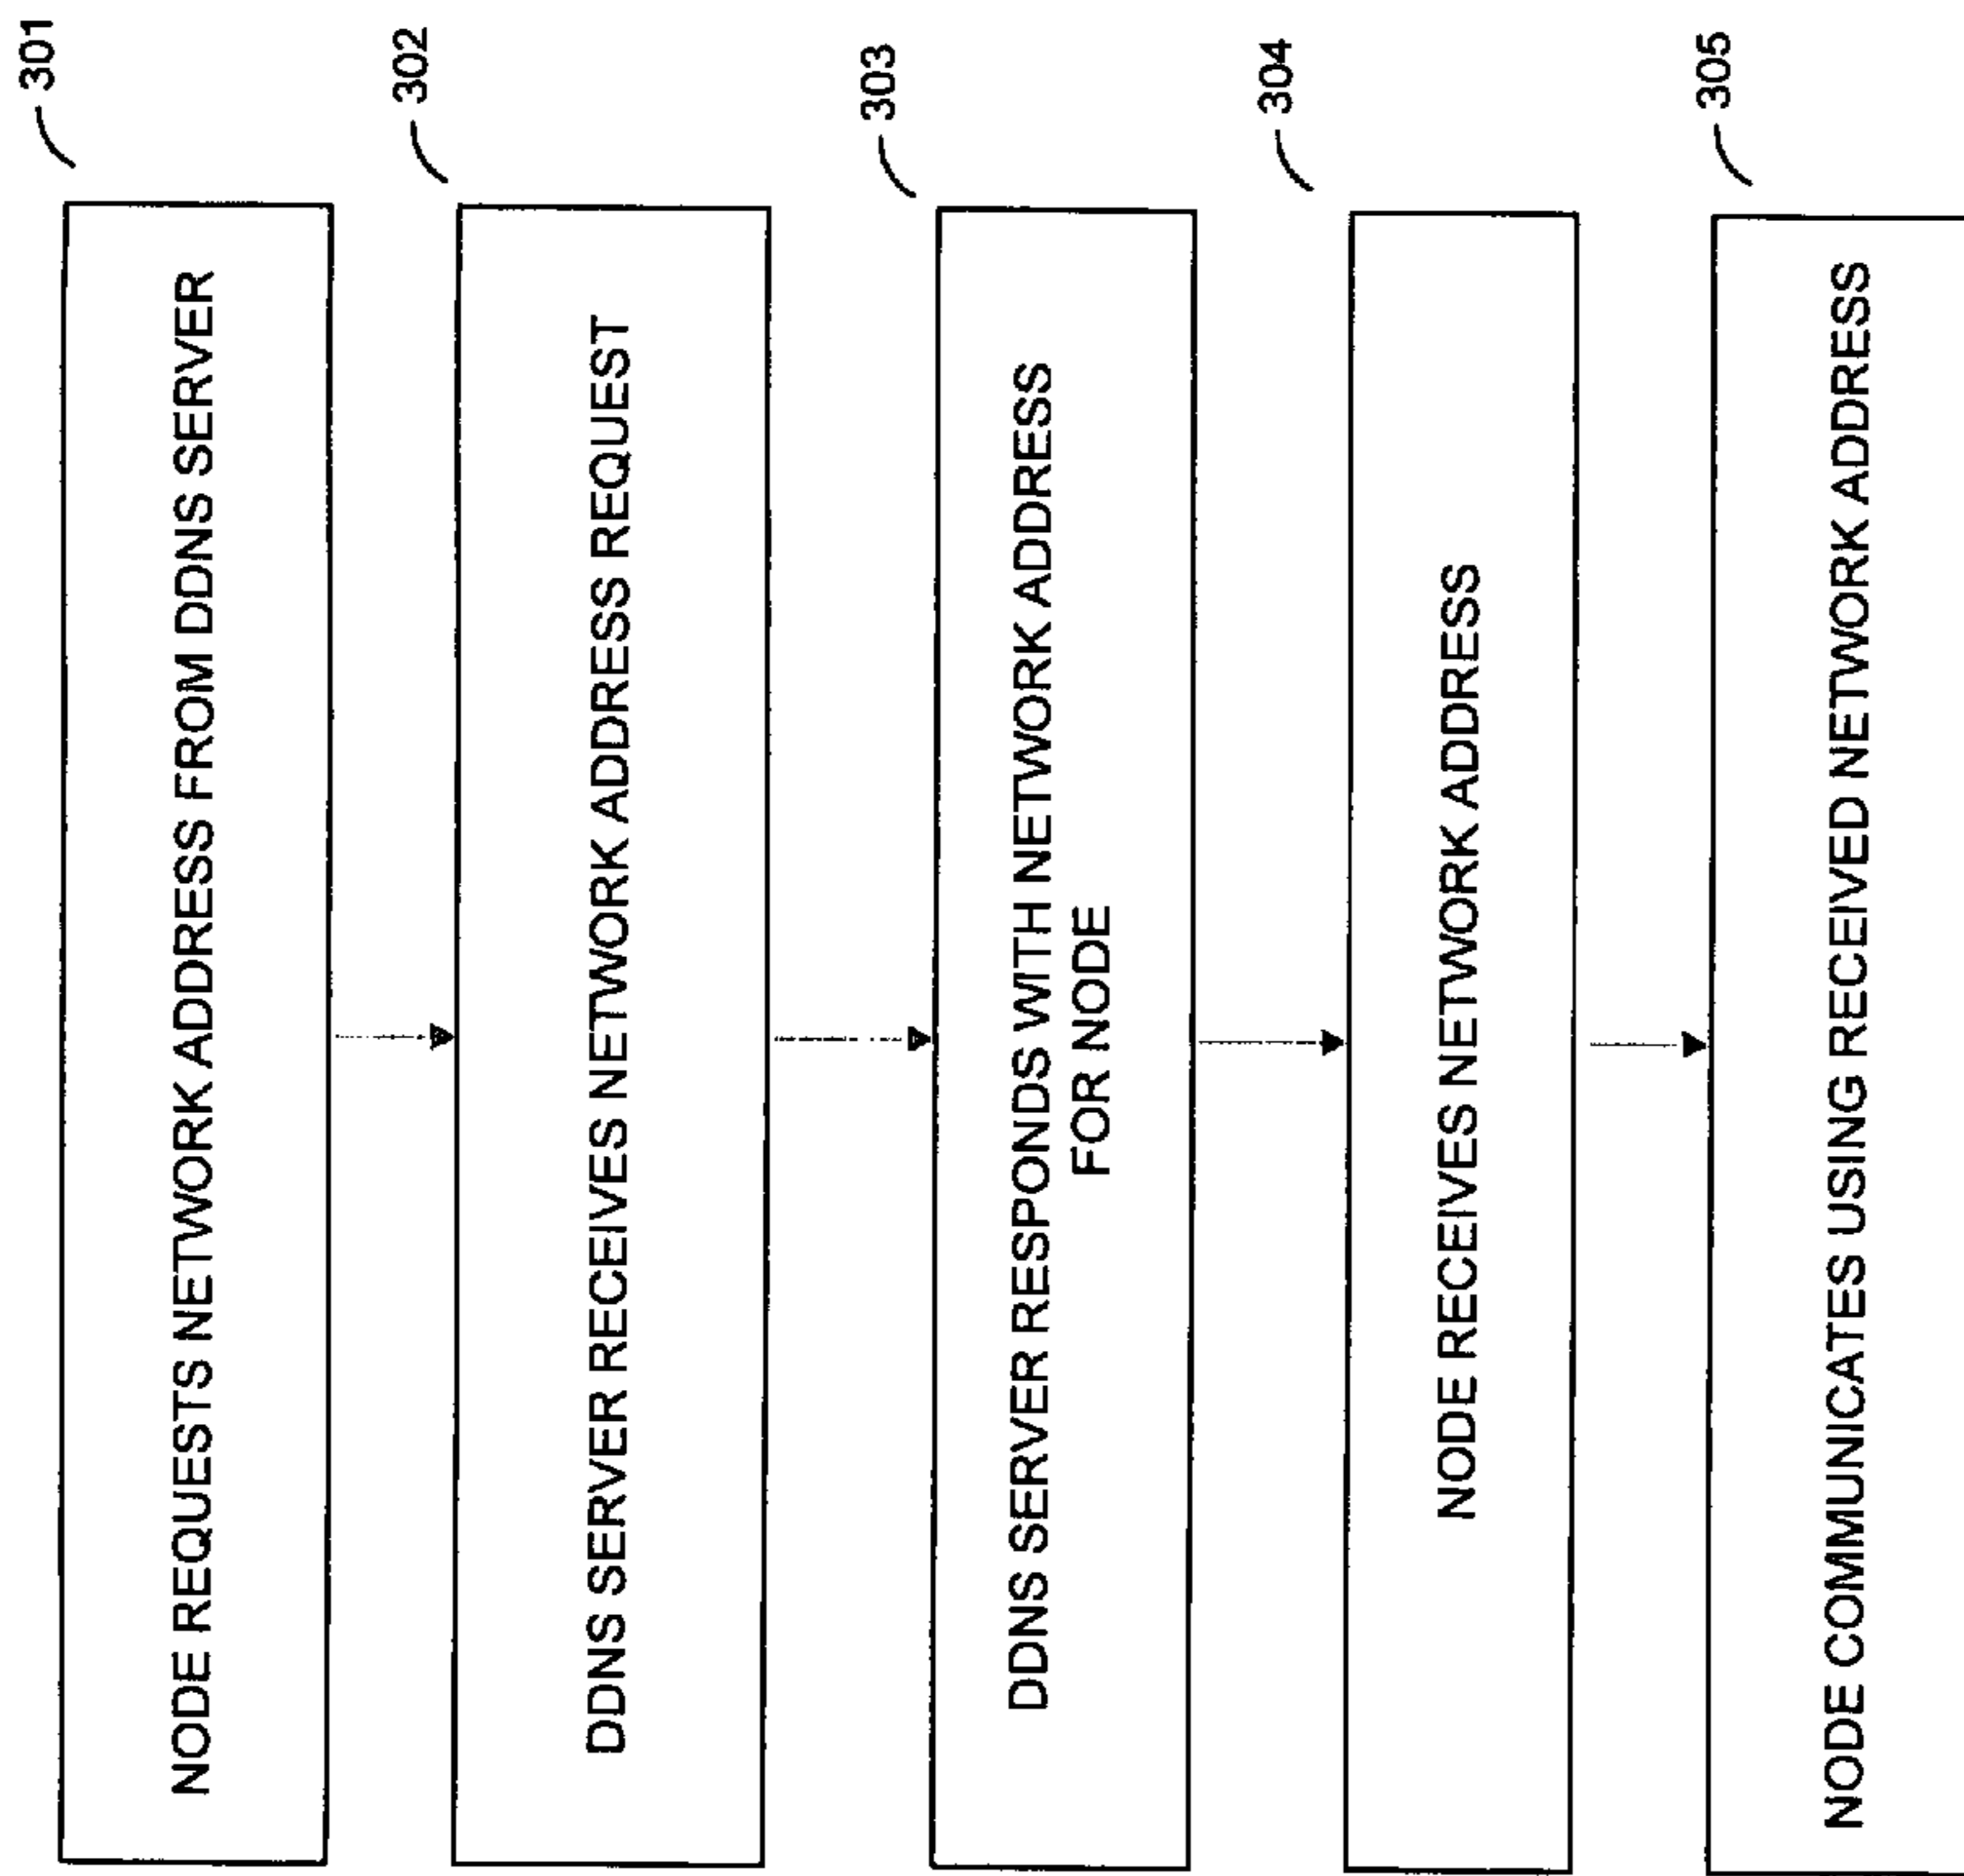 301
NODE REQUESTS NETWORK ADDRESS FROM DDNS SERVER
302
DDNS SERVER RECEIVES NETWORK ADDRESS REQUEST
303
DDNS SERVER RESPONDS WITH NETWORK ADDRESS
FOR NODE
304
NODE RECEIVES NETWORK ADDRESS
305
NODE COMMUNICATES USING RECEIVED NETWORK ADDRESS